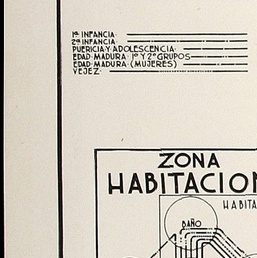 1ª INFANCIA
2ª INFANCIA
PUERICIA Y ADOLESCENCIA
EDAD MADURA 1º Y 2º GRUPOS
EDAD MADURA (MUJERES)
VEJEZ
ZONA
HABITACION
HABITA
BAÑO